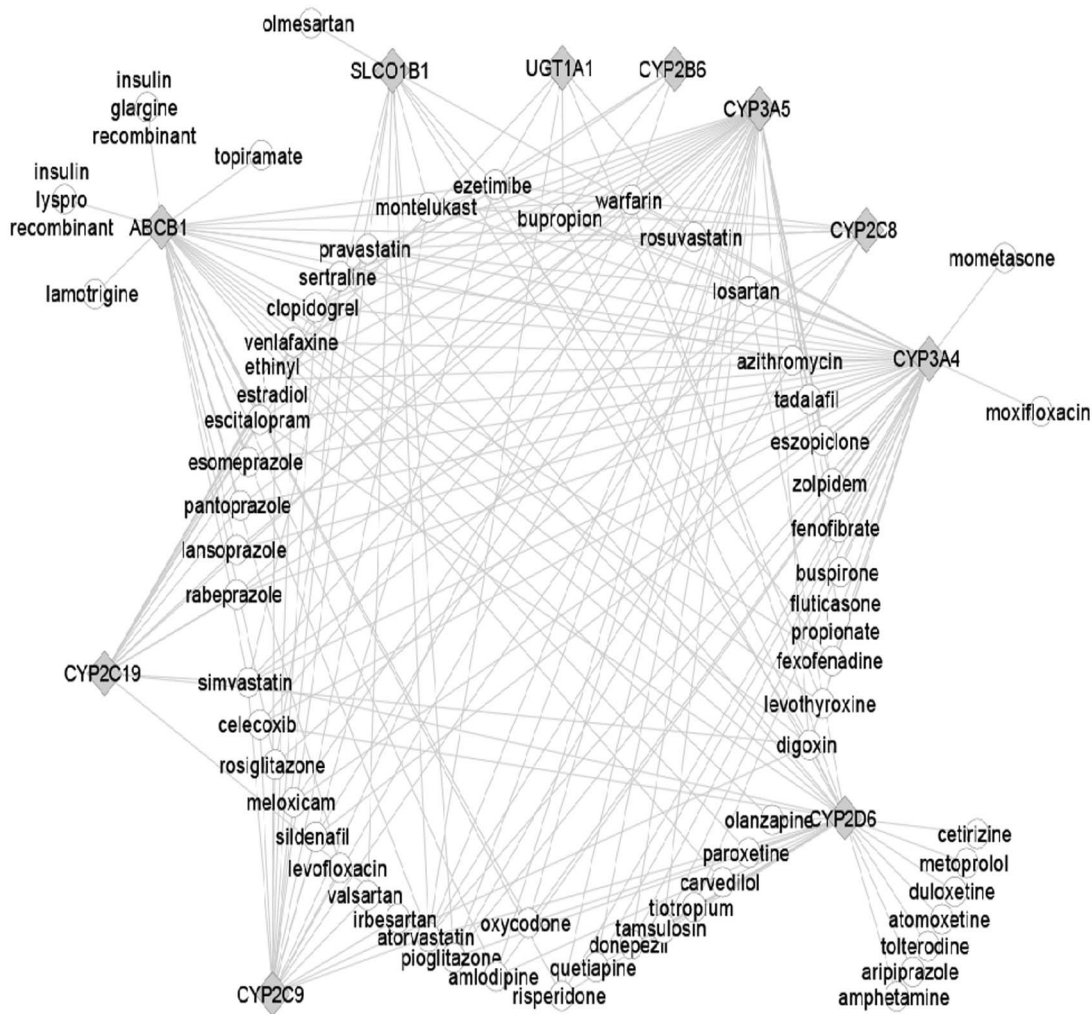 olmesartan
SLCO1B1
UGT1A1
CYP2B6
CYP3A5
insulin
glargine
recombinant
topiramate
insulin
lyspro
recombinant
ABCB1
lamotrigine
ezetimibe
montelukast
bupropion
warfarin
rosuvastatin
CYP2C8
mometasone
pravastatin
sertraline
clopidogrel
losartan
venlafaxine
ethinyl
estradiol
escitalopram
azithromycin
CYP3A4
tadalafil
moxifloxacin
esomeprazole
eszopiclone
pantoprazole
zolpidem
lansoprazole
fenofibrate
rabeprazole
buspirone
fluticasone
propionate
CYP2C19
simvastatin
fexofenadine
celecoxib
levothyroxine
rosiglitazone
digoxin
meloxicam
sildenafil
levofloxacin
valsartan
irbesartan
atorvastatin
pioglitazone
amlodipine
CYP2C9
oxycodone
olanzapine
CYP2D6
paroxetine
carvedilol
tiotropium
tamsulosin
donepezil
quetiapine
risperidone
cetirizine
metoprolol
duloxetine
atomoxetine
tolterodine
aripiprazole
amphetamine